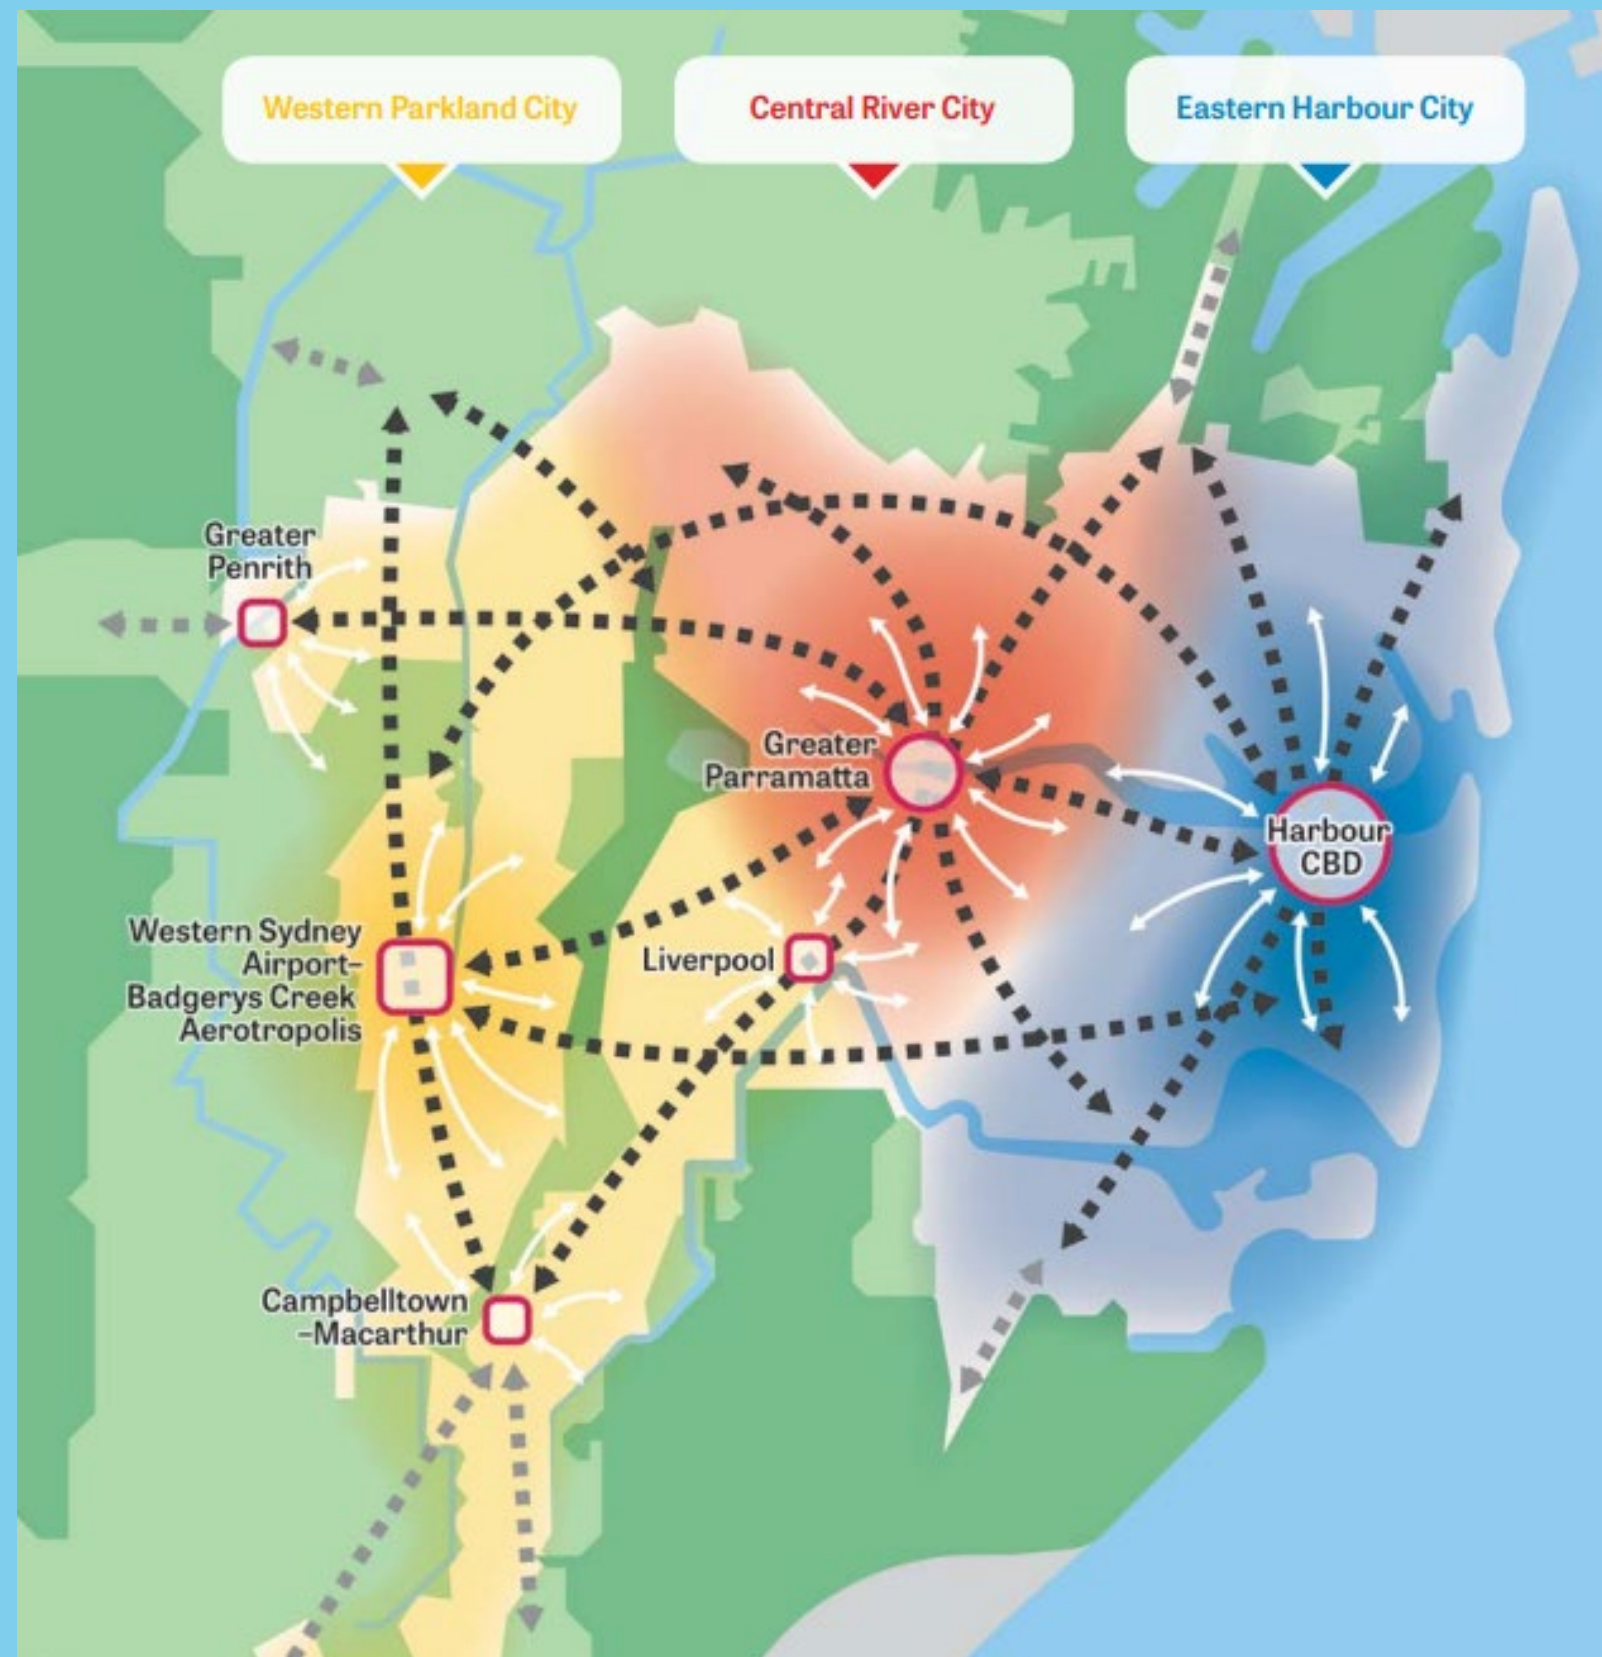 Western Parkland City
Central River City
Eastern Harbour City
Greater
Penrith
Greater
Parramatta
Harbour
CBD
Western Sydney
Airport–
Badgerys Creek
Aerotropolis
Liverpool
Campbelltown
–Macarthur